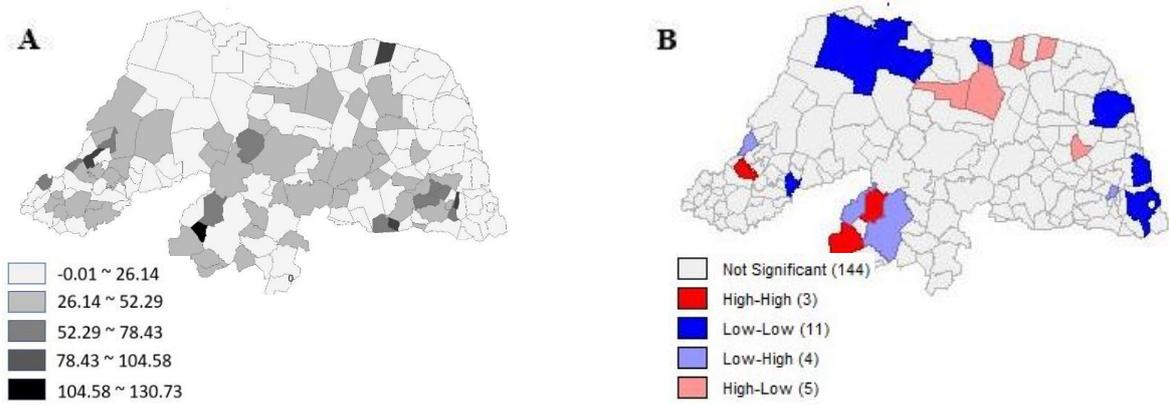 A
-0.01 ~ 26.14
26.14 ~ 52.29
52.29 ~ 78.43
78.43 ~ 104.58
104.58 ~ 130.73
0
B
Not Significant (144)
High-High (3)
Low-Low (11)
Low-High (4)
High-Low (5)